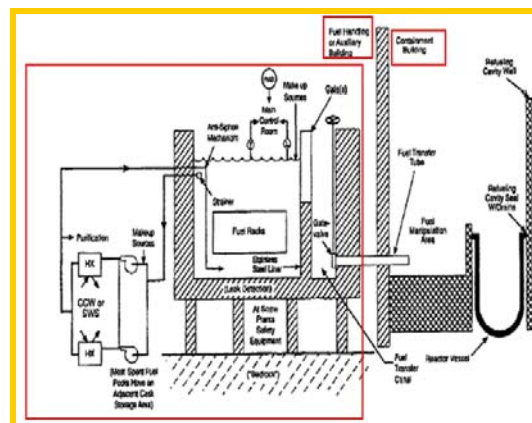 Fuel Handling
or Auxiliary
Building
Containment
Building
Refueling
Cavity Wall
Make up
Sources
Gate(s)
Main
Control
Room
Anti-Siphon
Mechanism
Fuel Transfer
Tube
Strainer
Refueling
Cavity Seal
W/Drains
Fuel
Manipulation
Area
Fuel Racks
Gate-
valve
Purification
Makeup
Sources
Stainless
Steel Line
HX
(Leak Detection)
CCW or
SWS
At Some
Plants
Safety
Equipment
HX
Reactor Vessel
(Most Spent Fuel
Pools Have an
Adjacent Cask
Storage Area)
("Bedrock")
Fuel
Transfer
Canal